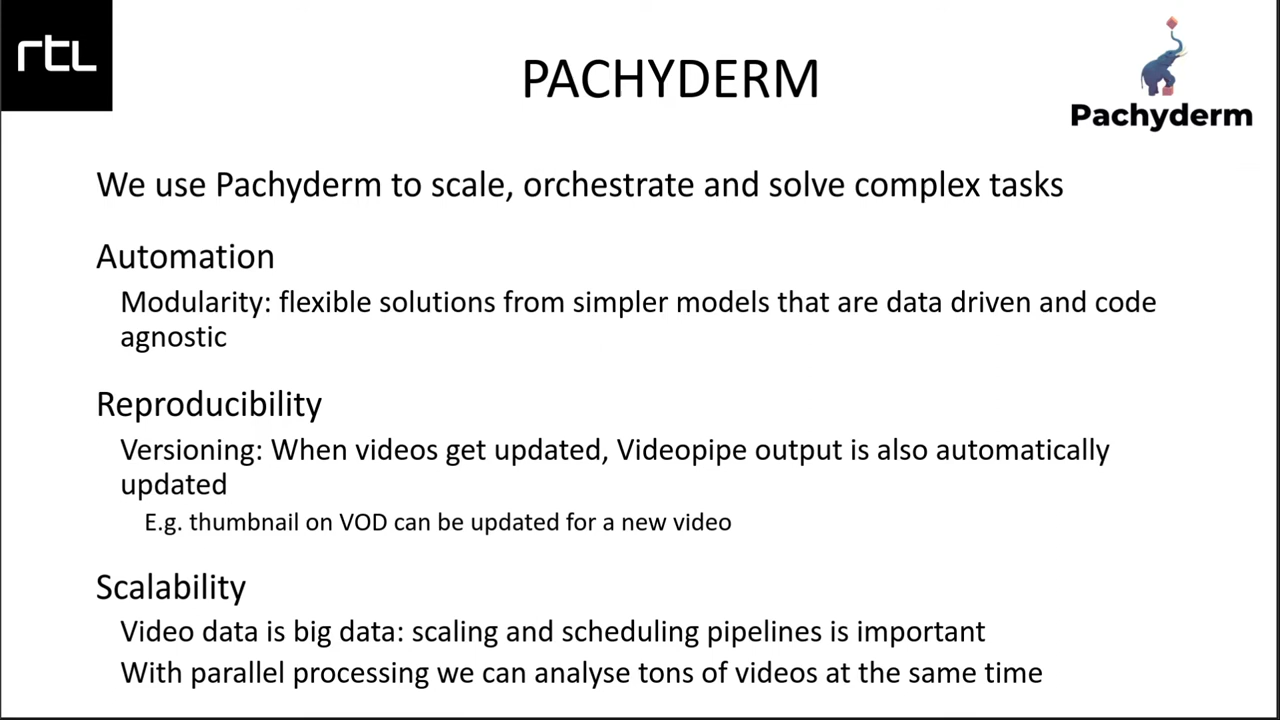 rtl
PACHYDERM
Pachyderm
We use Pachyderm to scale, orchestrate and solve complex tasks
Automation
Modularity: flexible solutions from simpler models that are data driven and code
agnostic
Reproducibility
Versioning: When videos get updated, Videopipe output is also automatically
updated
E.g. thumbnail on VOD can be updated for a new video
Scalability
Video data is big data: scaling and scheduling pipelines is important
With parallel processing we can analyse tons of videos at the same time